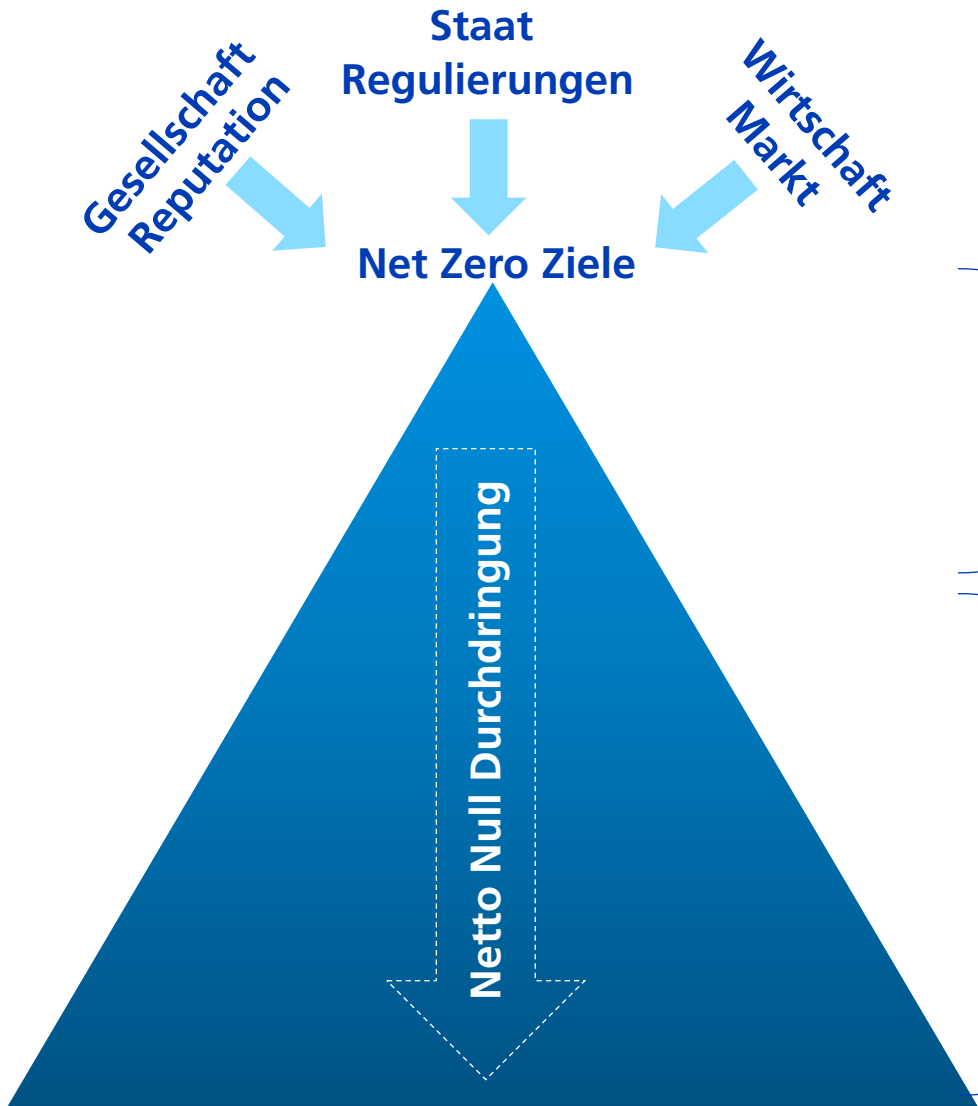 Staat
Regulierungen
Gesellschaft
Reputation
Wirtschaft
Markt
Net Zero Ziele
Netto Null Durchdringung